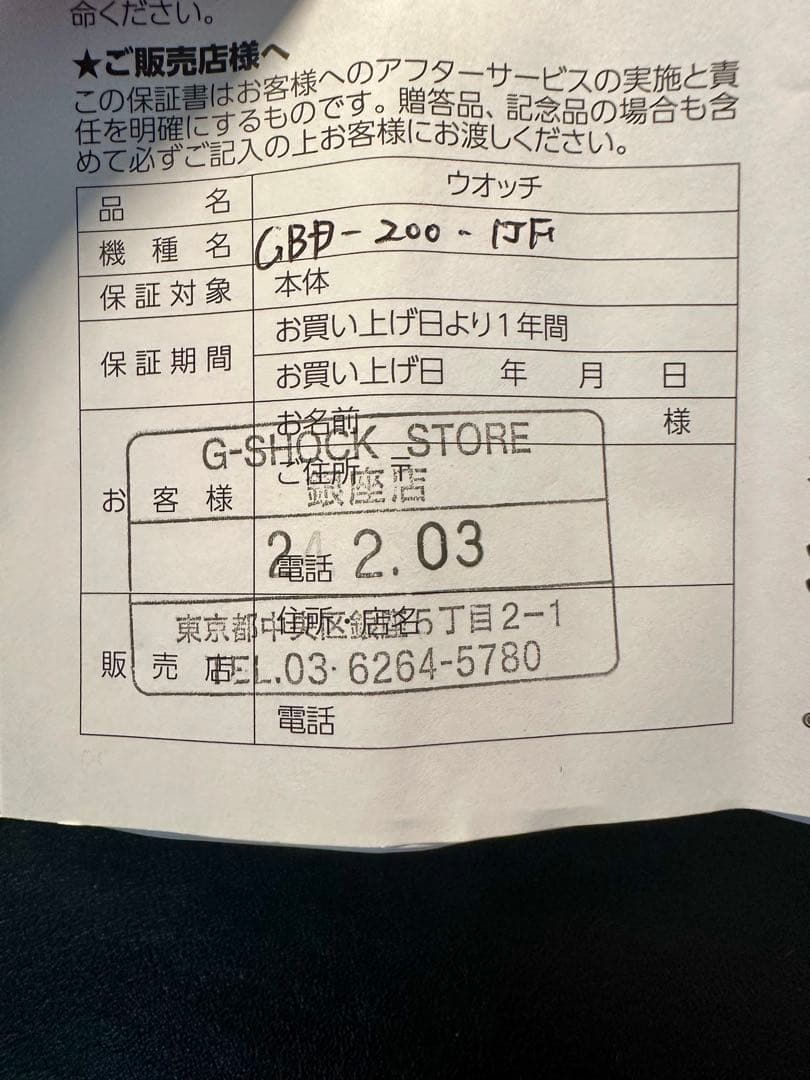 命ください。
★ご販売店様へ
この保証書はお客様へのアフターサービスの実施と責
任を明確にするものです。贈答品、記念品の場合も含
めて必ずご記入の上お客様にお渡しください。
品名 ウオッチ
機種名 GBD-200-1JF
保証対象 本体
保証期間 お買い上げ日より1年間
お買い上げ日 年 月 日
お客様 お名前 様
ご住所 〒
電話
G-SHOCK STORE
銀座店
24 2.03
東京都中央区銀座5丁目2-1
TEL.03-6264-5780
販売店 住所・店名
電話